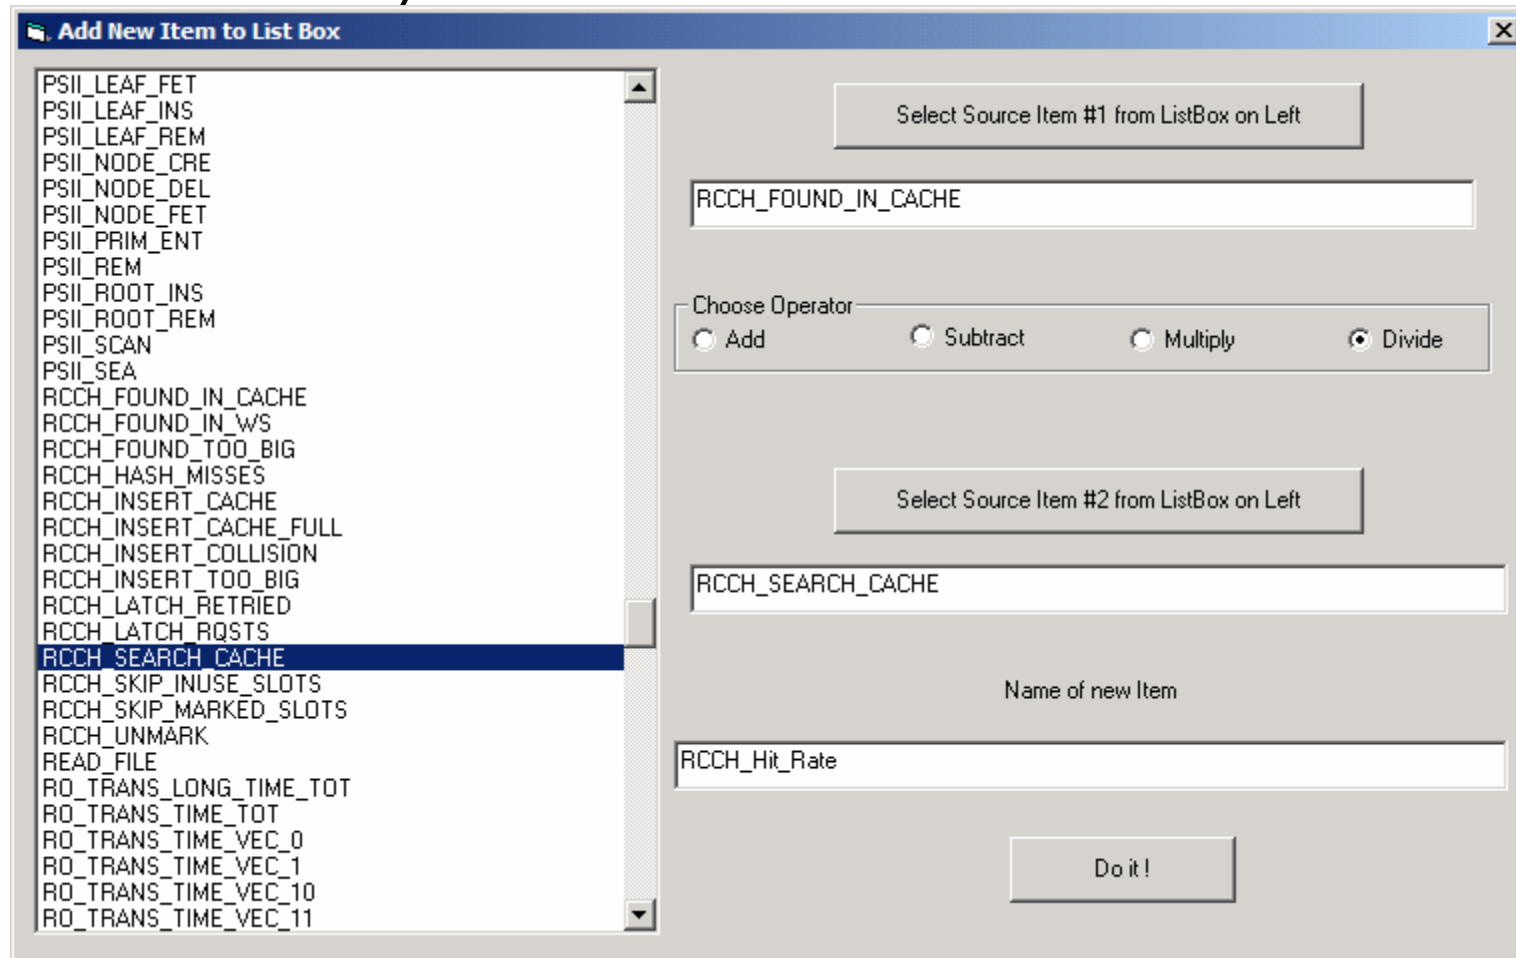 Add New Item to List Box
PSII_LEAF_FET
PSII_LEAF_INS
PSII_LEAF_REM
PSII_NODE_CRE
PSII_NODE_DEL
PSII_NODE_FET
PSII_PRIM_ENT
PSII_REM
PSII_ROOT_INS
PSII_ROOT_REM
PSII_SCAN
PSII_SEA
RCCH_FOUND_IN_CACHE
RCCH_FOUND_IN_WS
RCCH_FOUND_TOO_BIG
RCCH_HASH_MISSES
RCCH_INSERT_CACHE
RCCH_INSERT_CACHE_FULL
RCCH_INSERT_COLLISION
RCCH_INSERT_TOO_BIG
RCCH_LATCH_RETRIED
RCCH_LATCH_RQSTS
RCCH_SEARCH_CACHE
RCCH_SKIP_INUSE_SLOTS
RCCH_SKIP_MARKED_SLOTS
RCCH_UNMARK
READ_FILE
RO_TRANS_LONG_TIME_TOT
RO_TRANS_TIME_TOT
RO_TRANS_TIME_VEC_0
RO_TRANS_TIME_VEC_1
RO_TRANS_TIME_VEC_10
RO_TRANS_TIME_VEC_11
Select Source Item #1 from ListBox on Left
RCCH_FOUND_IN_CACHE
Choose Operator
Add Subtract Multiply Divide
Select Source Item #2 from ListBox on Left
RCCH_SEARCH_CACHE
Name of new Item
RCCH_Hit_Rate
Do it !